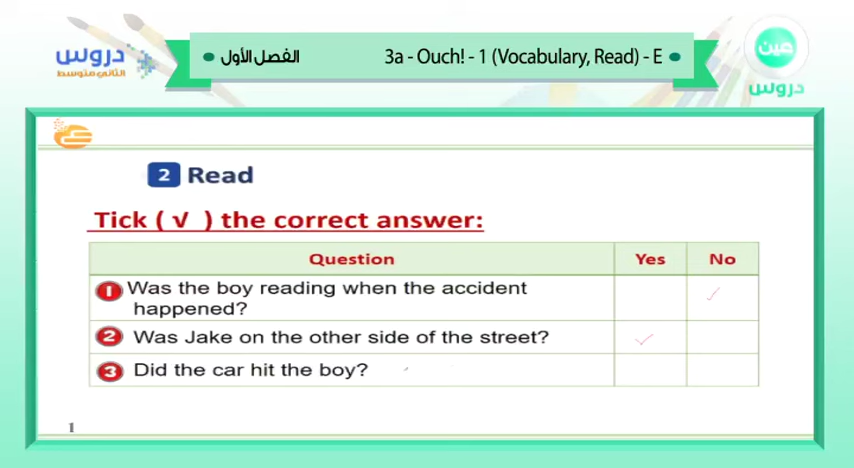 دروس
الثاني متوسط
الفصل الأول
3a - Ouch! - 1 (Vocabulary, Read) - E
عين
دروس
2 Read
Tick ( √ ) the correct answer:
Question Yes No
1 Was the boy reading when the accident happened? ✓
2 Was Jake on the other side of the street? ✓
3 Did the car hit the boy?
1